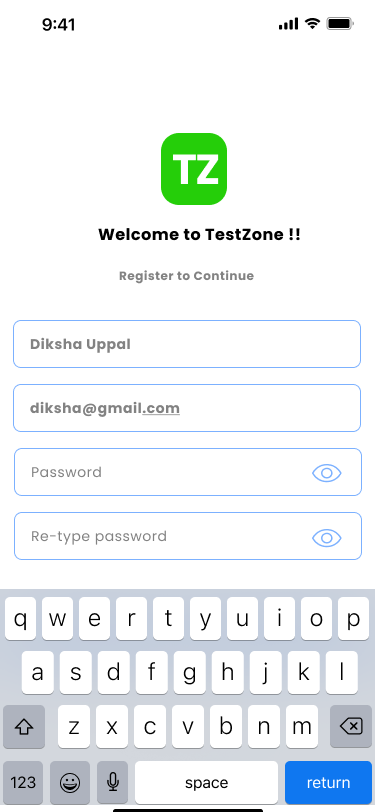 9:41
TZ
Welcome to TestZone !!
Register to Continue
Diksha Uppal
diksha@gmail.com
Password
Re-type password
q w e r t y u i o p
a s d f g h j k l
z x c v b n m
123 space return